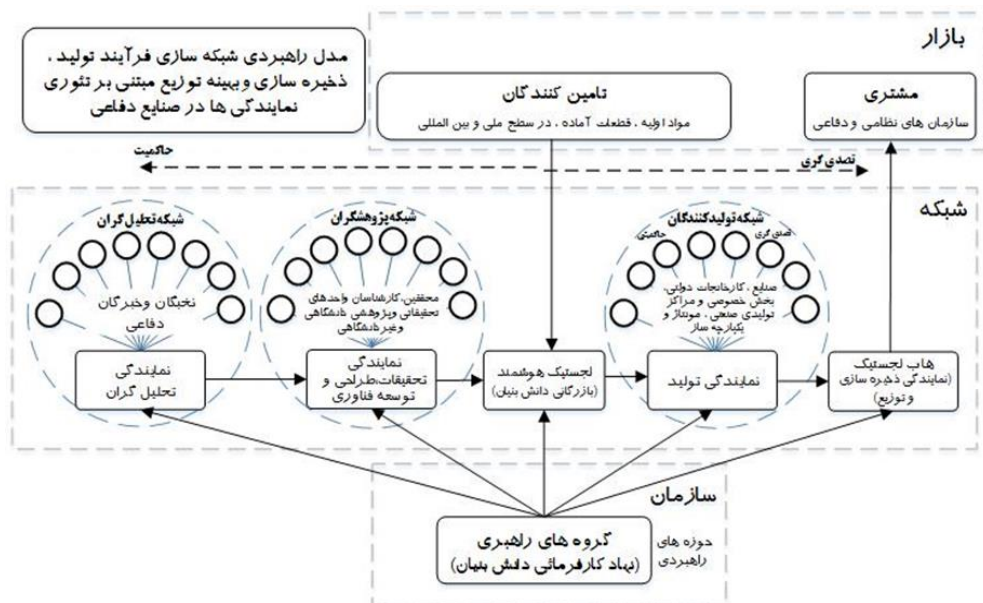 مدل راهبردی شبکه سازی فرآیند تولید ،
ذخیره سازی و بهینه توزیع مبتنی بر تئوری
نمایندگی ها در صنایع دفاعی
بازار
تامین کنندگان
مواد اولیه ، قطعات آماده ، در سطح ملی و بین المللی
مشتری
سازمان های نظامی و دفاعی
حاکمیت
تصدی گری
شبکه
شبکه تولیدکنندگان
حاکمیتی
تصدی گری
صنایع ، کارخانجات دولتی،
بخش خصوصی و مراکز
تولیدی صنعتی ، مونتاژ و
یکپارچه ساز
شبکه پژوهشگران
محققین،کارشناسان واحدهای
تحقیقاتی و پژوهشی دانشگاهی
و غیر دانشگاهی
شبکه تحلیل گران
نخبگان و خبرگان
دفاعی
نمایندگی
تحلیل گران
نمایندگی
تحقیقات،طراحی و
توسعه فناوری
لجستیک هوشمند
(بازرگانی دانش بنیان)
نمایندگی تولید
هاب لجستیک
(نمایندگی ذخیره سازی
و توزیع)
سازمان
گروه های راهبری
(نهاد کارفرمائی دانش بنیان)
حوزه های
راهبردی